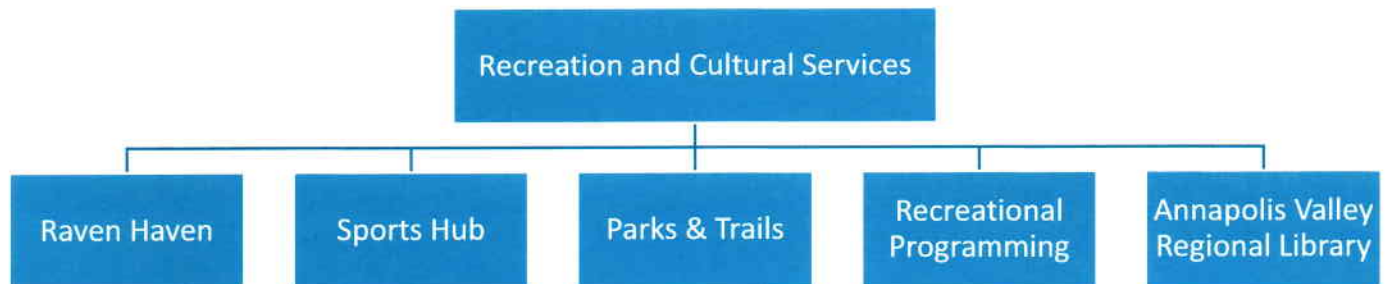 Recreation and Cultural Services
Raven Haven
Sports Hub
Parks & Trails
Recreational
Programming
Annapolis Valley
Regional Library